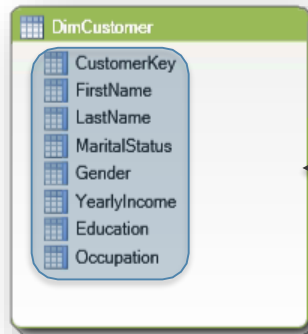 DimCustomer
CustomerKey
FirstName
LastName
MaritalStatus
Gender
YearlyIncome
Education
Occupation